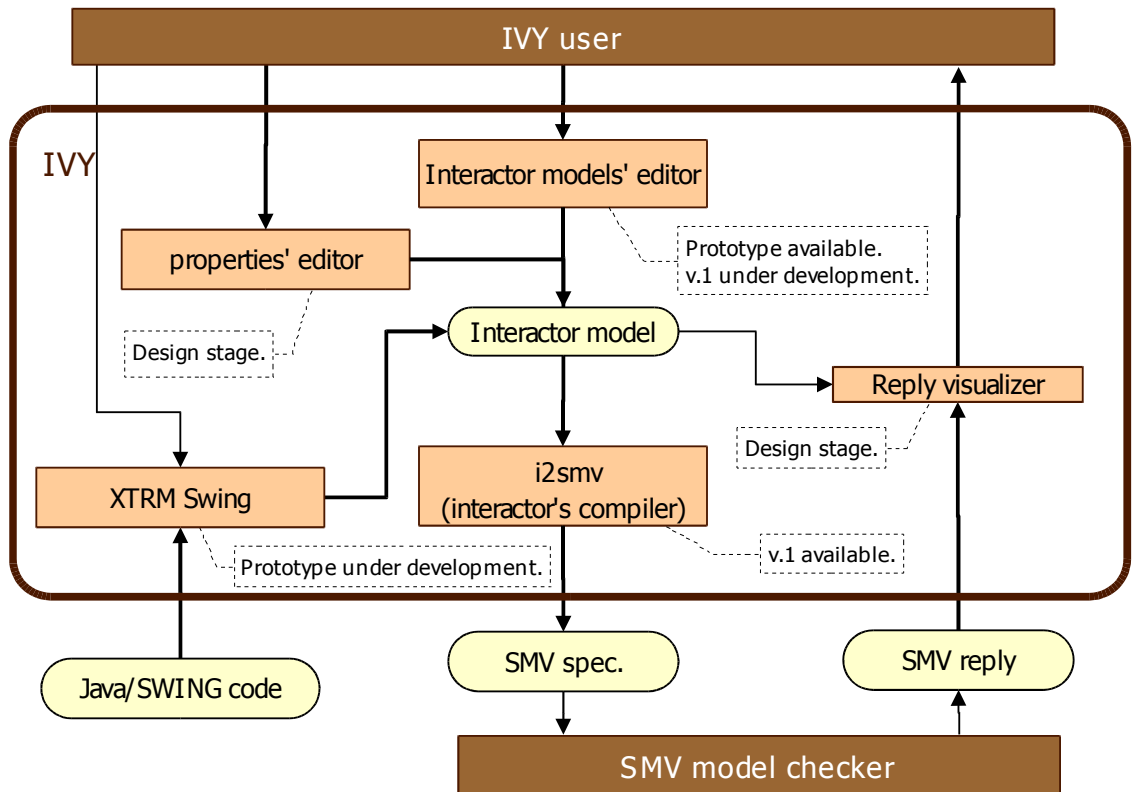 IVY user
IVY
Interactor models' editor
properties' editor
Prototype available.
v.1 under development.
Design stage.
Interactor model
Reply visualizer
Design stage.
i2smv
(interactor's compiler)
XTRM Swing
Prototype under development.
v.1 available.
Java/SWING code
SMV spec.
SMV reply
SMV model checker